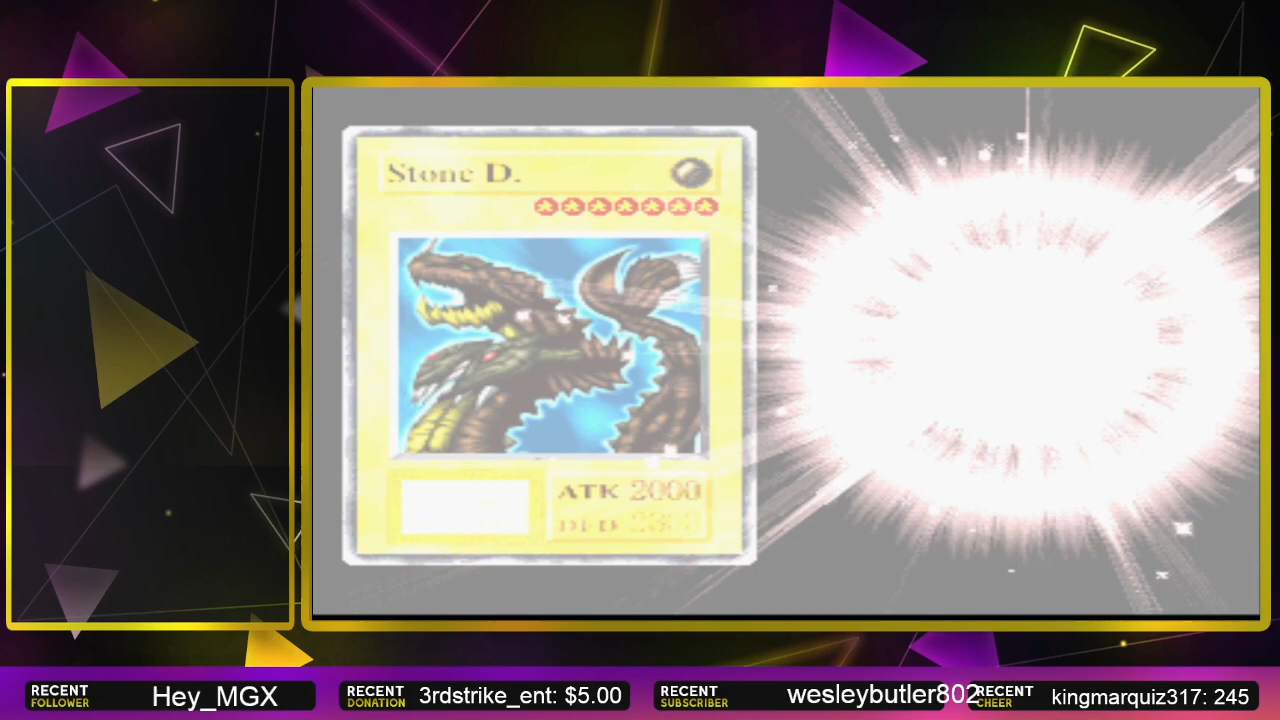 Stone D.
ATK 2000
RECENT
FOLLOWER
Hey_MGX
RECENT
DONATION
3rdstrike_ent: $5.00
RECENT
SUBSCRIBER
wesleybutler802
RECENT
CHEER
kingmarquiz317: 245